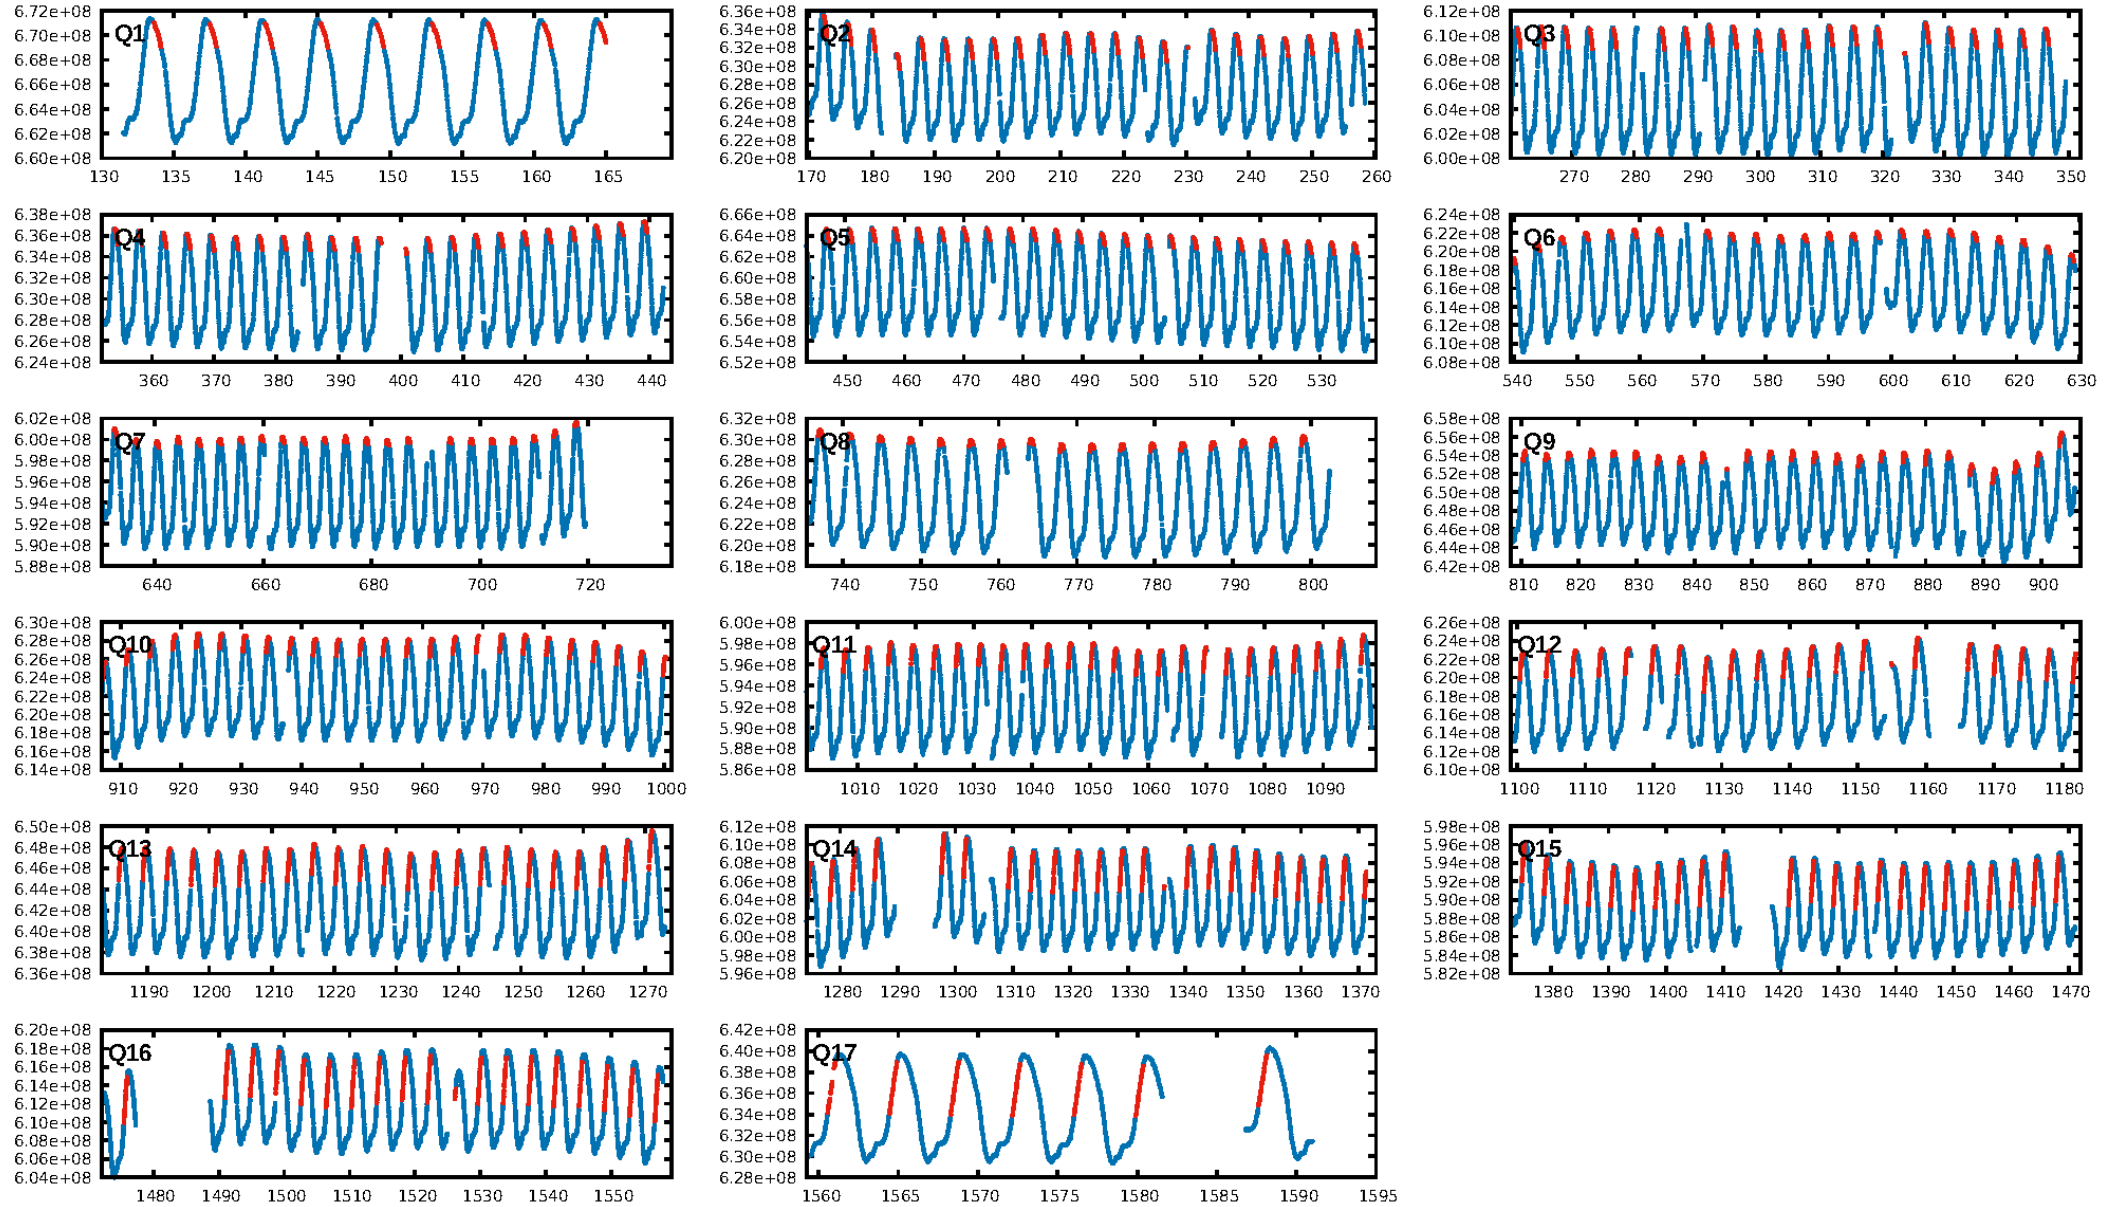 Q1
6.72e+08
6.70e+08
6.68e+08
6.66e+08
6.64e+08
6.62e+08
6.60e+08
130 135 140 145 150 155 160 165
Q2
6.36e+08
6.34e+08
6.32e+08
6.30e+08
6.28e+08
6.26e+08
6.24e+08
6.22e+08
6.20e+08
170 180 190 200 210 220 230 240 250 260
Q3
6.12e+08
6.10e+08
6.08e+08
6.06e+08
6.04e+08
6.02e+08
6.00e+08
270 280 290 300 310 320 330 340 350
Q4
6.38e+08
6.36e+08
6.34e+08
6.32e+08
6.30e+08
6.28e+08
6.26e+08
6.24e+08
360 370 380 390 400 410 420 430 440
Q5
6.66e+08
6.64e+08
6.62e+08
6.60e+08
6.58e+08
6.56e+08
6.54e+08
6.52e+08
450 460 470 480 490 500 510 520 530
Q6
6.24e+08
6.22e+08
6.20e+08
6.18e+08
6.16e+08
6.14e+08
6.12e+08
6.10e+08
6.08e+08
540 550 560 570 580 590 600 610 620 630
Q7
6.02e+08
6.00e+08
5.98e+08
5.96e+08
5.94e+08
5.92e+08
5.90e+08
5.88e+08
640 660 680 700 720
Q8
6.32e+08
6.30e+08
6.28e+08
6.26e+08
6.24e+08
6.22e+08
6.20e+08
6.18e+08
740 750 760 770 780 790 800
Q9
6.58e+08
6.56e+08
6.54e+08
6.52e+08
6.50e+08
6.48e+08
6.46e+08
6.44e+08
6.42e+08
810 820 830 840 850 860 870 880 890 900
Q10
6.30e+08
6.28e+08
6.26e+08
6.24e+08
6.22e+08
6.20e+08
6.18e+08
6.16e+08
6.14e+08
910 920 930 940 950 960 970 980 990 1000
Q11
6.00e+08
5.98e+08
5.96e+08
5.94e+08
5.92e+08
5.90e+08
5.88e+08
5.86e+08
1010 1020 1030 1040 1050 1060 1070 1080 1090
Q12
6.26e+08
6.24e+08
6.22e+08
6.20e+08
6.18e+08
6.16e+08
6.14e+08
6.12e+08
6.10e+08
1100 1110 1120 1130 1140 1150 1160 1170 1180
Q13
6.50e+08
6.48e+08
6.46e+08
6.44e+08
6.42e+08
6.40e+08
6.38e+08
6.36e+08
1190 1200 1210 1220 1230 1240 1250 1260 1270
Q14
6.12e+08
6.10e+08
6.08e+08
6.06e+08
6.04e+08
6.02e+08
6.00e+08
5.98e+08
5.96e+08
1280 1290 1300 1310 1320 1330 1340 1350 1360 1370
Q15
5.98e+08
5.96e+08
5.94e+08
5.92e+08
5.90e+08
5.88e+08
5.86e+08
5.84e+08
5.82e+08
1380 1390 1400 1410 1420 1430 1440 1450 1460 1470
Q16
6.20e+08
6.18e+08
6.16e+08
6.14e+08
6.12e+08
6.10e+08
6.08e+08
6.06e+08
6.04e+08
1480 1490 1500 1510 1520 1530 1540 1550
Q17
6.42e+08
6.40e+08
6.38e+08
6.36e+08
6.34e+08
6.32e+08
6.30e+08
6.28e+08
1560 1565 1570 1575 1580 1585 1590 1595